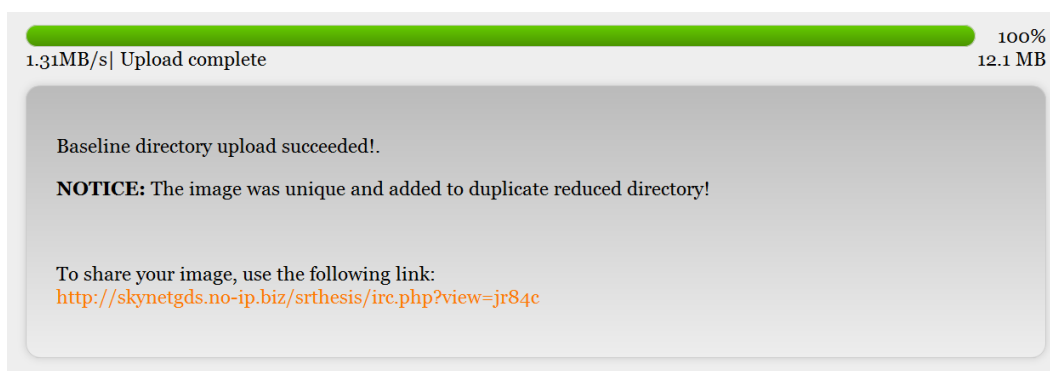 100%
1.31MB/s| Upload complete 12.1 MB
Baseline directory upload succeeded!.
NOTICE: The image was unique and added to duplicate reduced directory!
To share your image, use the following link:
http://skynetgds.no-ip.biz/srthesis/irc.php?view=jr84c